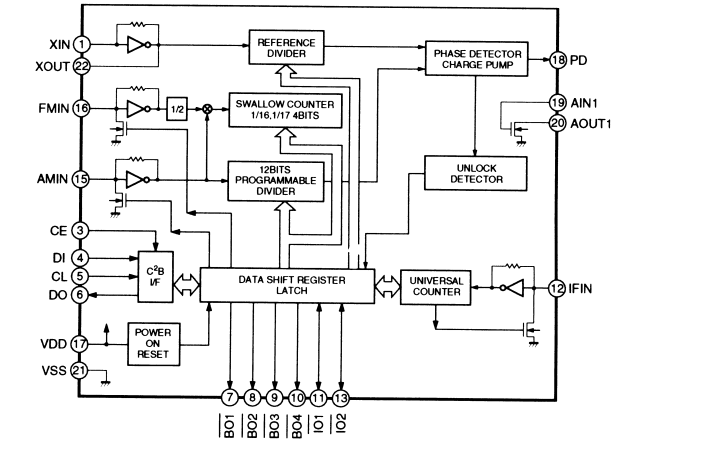 XIN 1
XOUT 22
FMIN 16
AMIN 15
CE 3
DI 4
CL 5
DO 6
VDD 17
VSS 21
REFERENCE
DIVIDER
PHASE DETECTOR
CHARGE PUMP
18 PD
1/2
SWALLOW COUNTER
1/16,1/17 4BITS
19 AIN1
20 AOUT1
12BITS
PROGRAMMABLE
DIVIDER
UNLOCK
DETECTOR
C²B
I/F
DATA SHIFT REGISTER
LATCH
UNIVERSAL
COUNTER
12 IFIN
POWER
ON
RESET
7 8 9 10 11 13
BO1
BO2
BO3
BO4
IO1
IO2